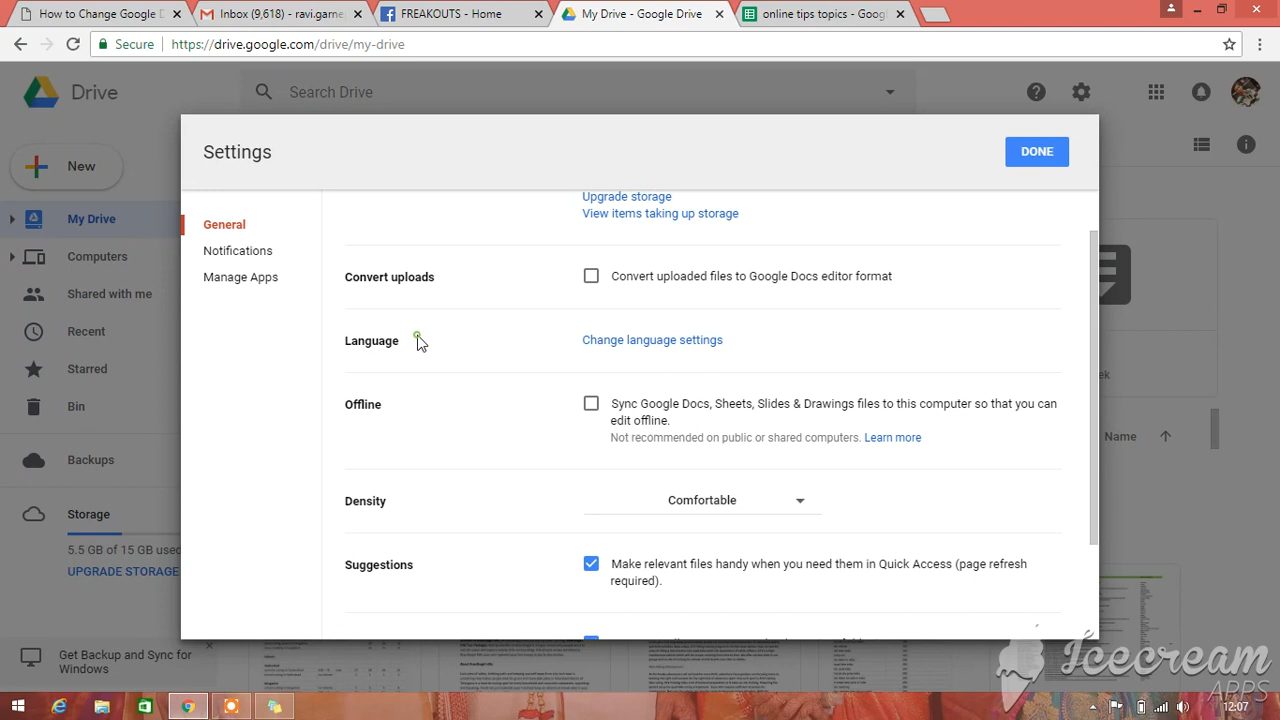 How to Change Google D
Inbox (9,618) - ravi.garne
FREAKOUTS - Home
My Drive - Google Drive
online tips topics - Goog
Secure
https://drive.google.com/drive/my-drive
Drive
Search Drive
New
Settings
DONE
My Drive
Computers
Shared with me
Recent
Starred
Bin
Backups
Storage
5.5 GB of 15 GB used
UPGRADE STORAGE
Get Backup and Sync for
Windows
General
Notifications
Manage Apps
Upgrade storage
View items taking up storage
Convert uploads
Convert uploaded files to Google Docs editor format
Language
Change language settings
Offline
Sync Google Docs, Sheets, Slides & Drawings files to this computer so that you can
edit offline.
Not recommended on public or shared computers. Learn more
Density
Comfortable
Suggestions
Make relevant files handy when you need them in Quick Access (page refresh
required).
Name
Icecream
APPS
12:07